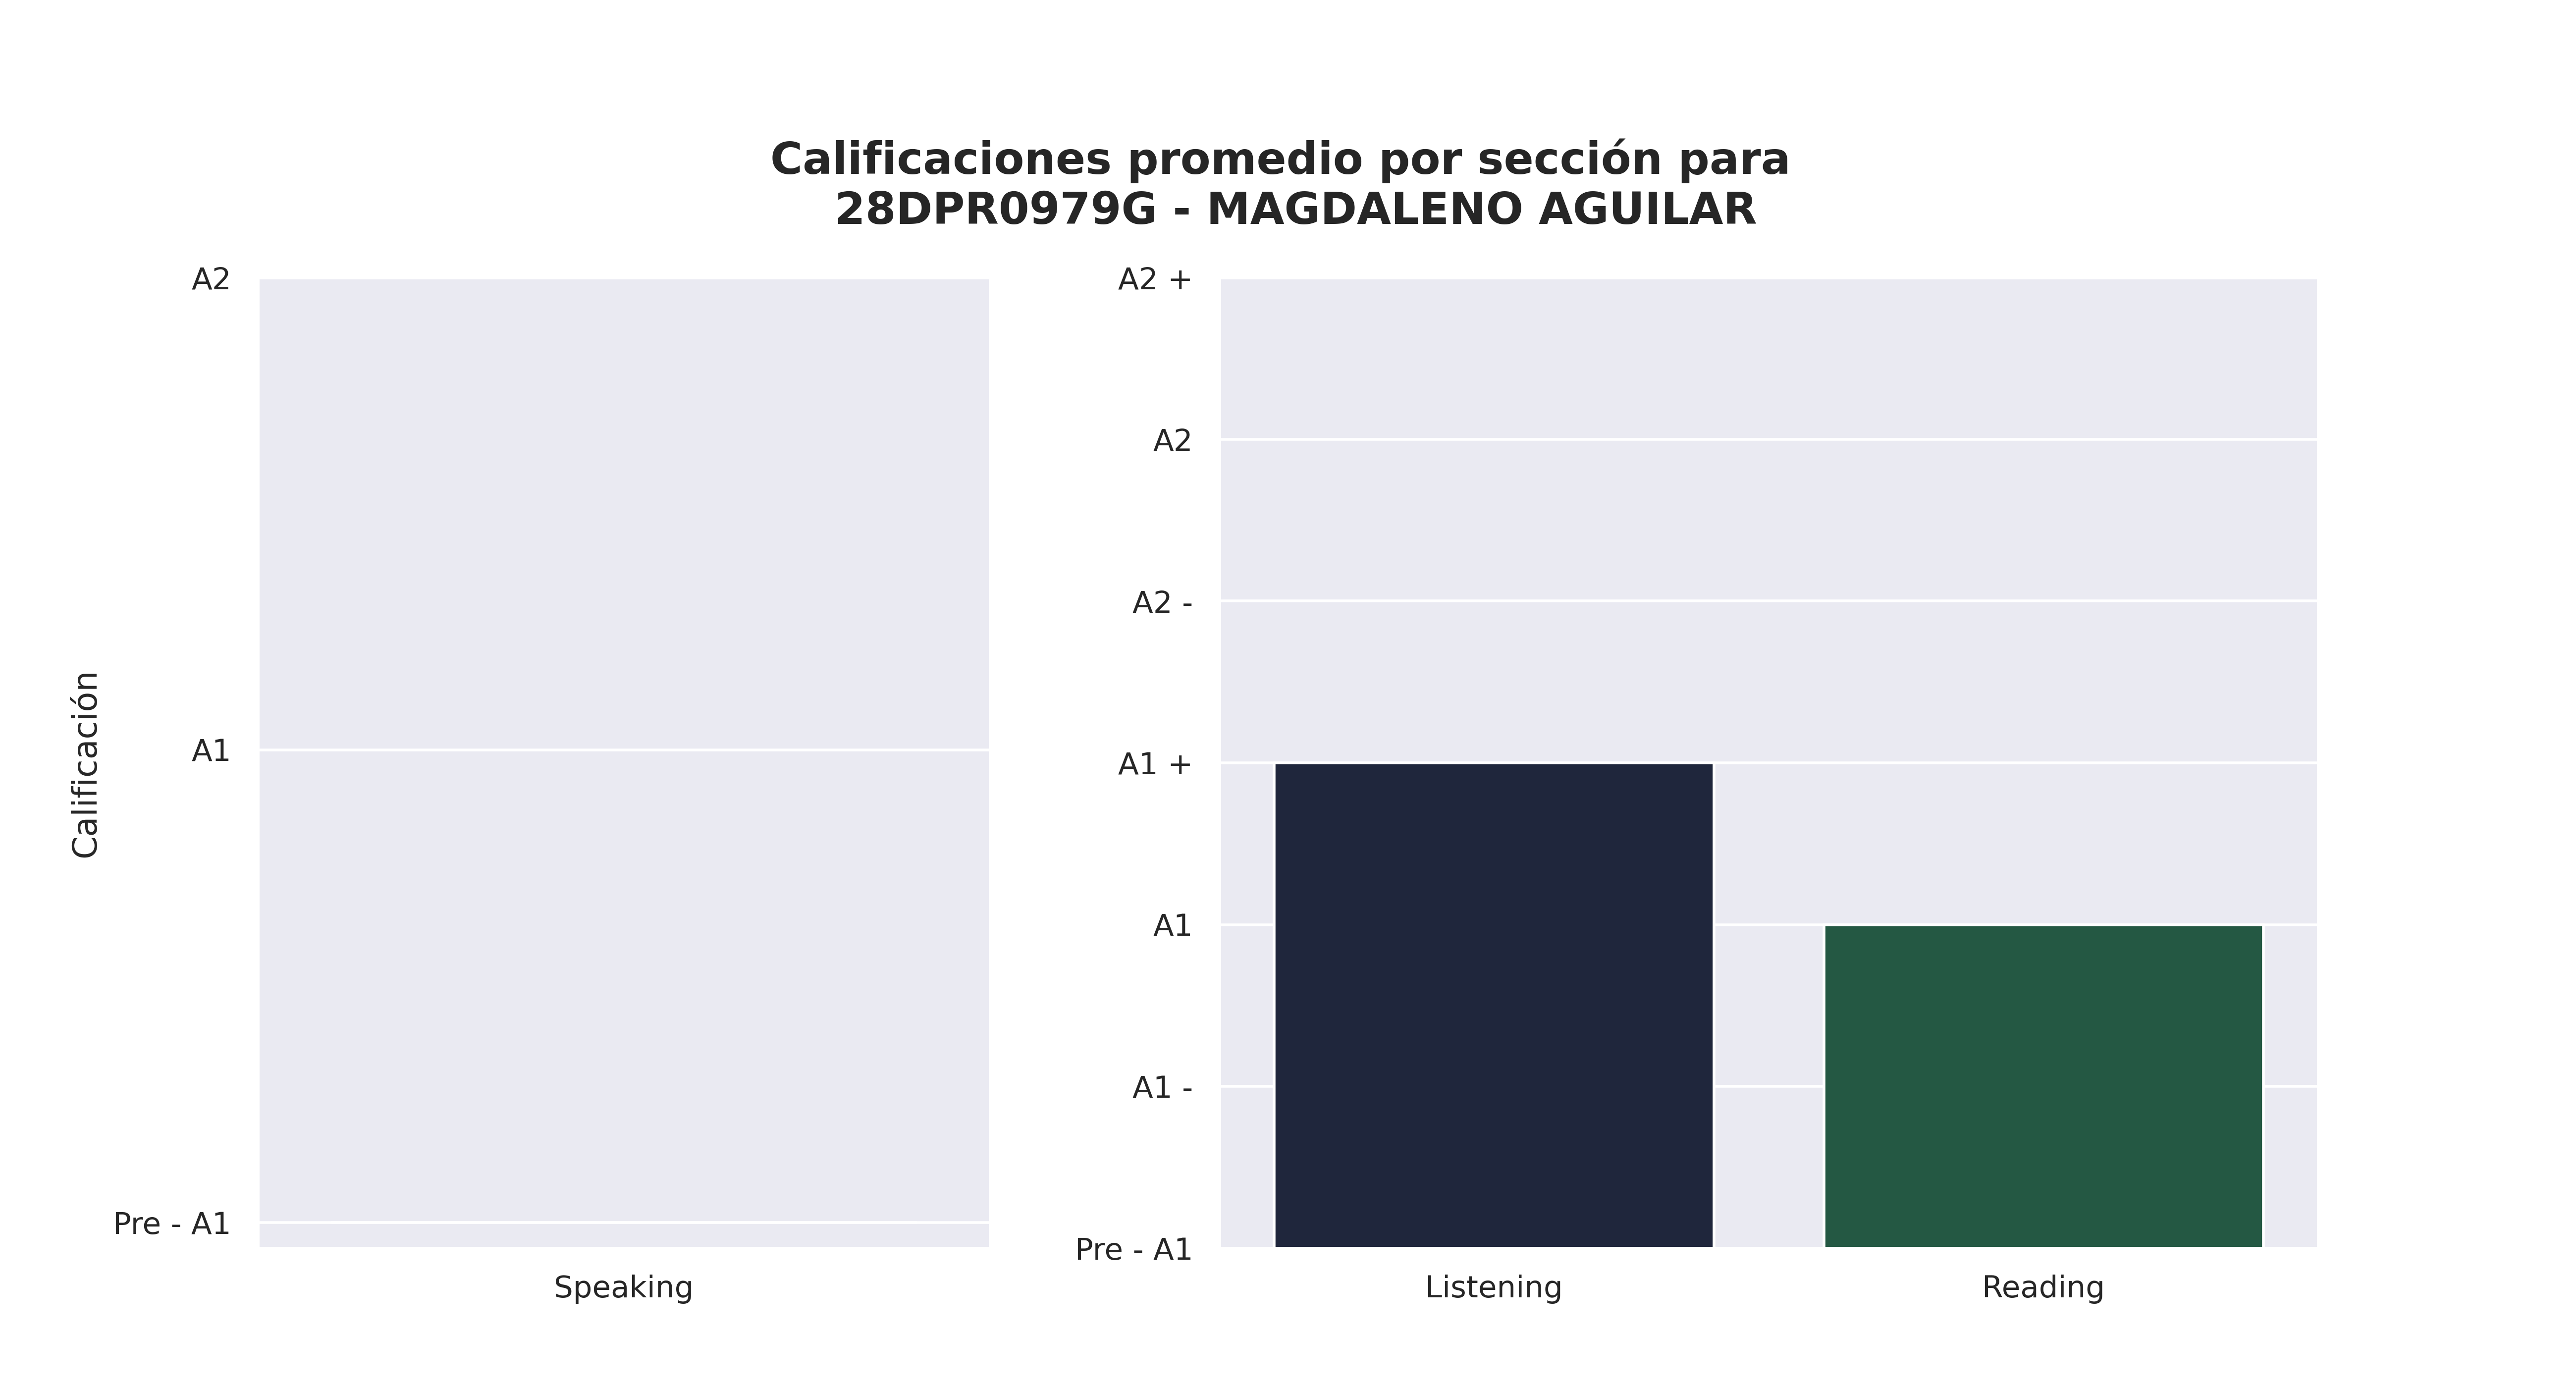 Calificaciones promedio por sección para
28DPR0979G - MAGDALENO AGUILAR
Calificación
A2
A1
Pre - A1
Speaking
A2 +
A2
A2 -
A1 +
A1
A1 -
Pre - A1
Listening
Reading